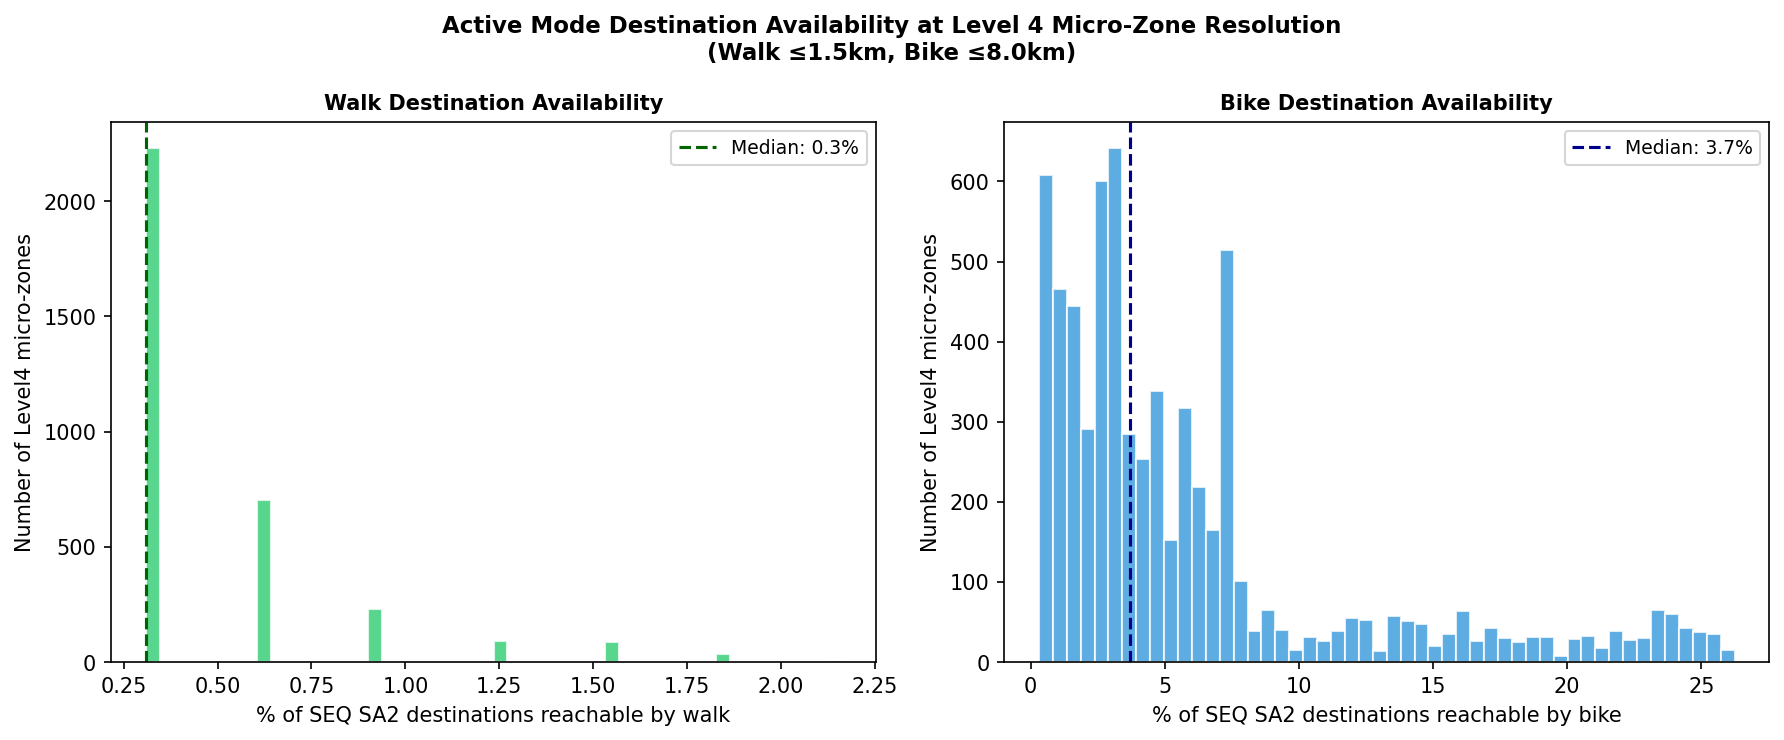 Active Mode Destination Availability at Level 4 Micro-Zone Resolution
(Walk ≤1.5km, Bike ≤8.0km)
Walk Destination Availability
Median: 0.3%
Number of Level4 micro-zones
2000
1500
1000
500
0
0.25 0.50 0.75 1.00 1.25 1.50 1.75 2.00 2.25
% of SEQ SA2 destinations reachable by walk
Bike Destination Availability
Median: 3.7%
Number of Level4 micro-zones
600
500
400
300
200
100
0
0 5 10 15 20 25
% of SEQ SA2 destinations reachable by bike